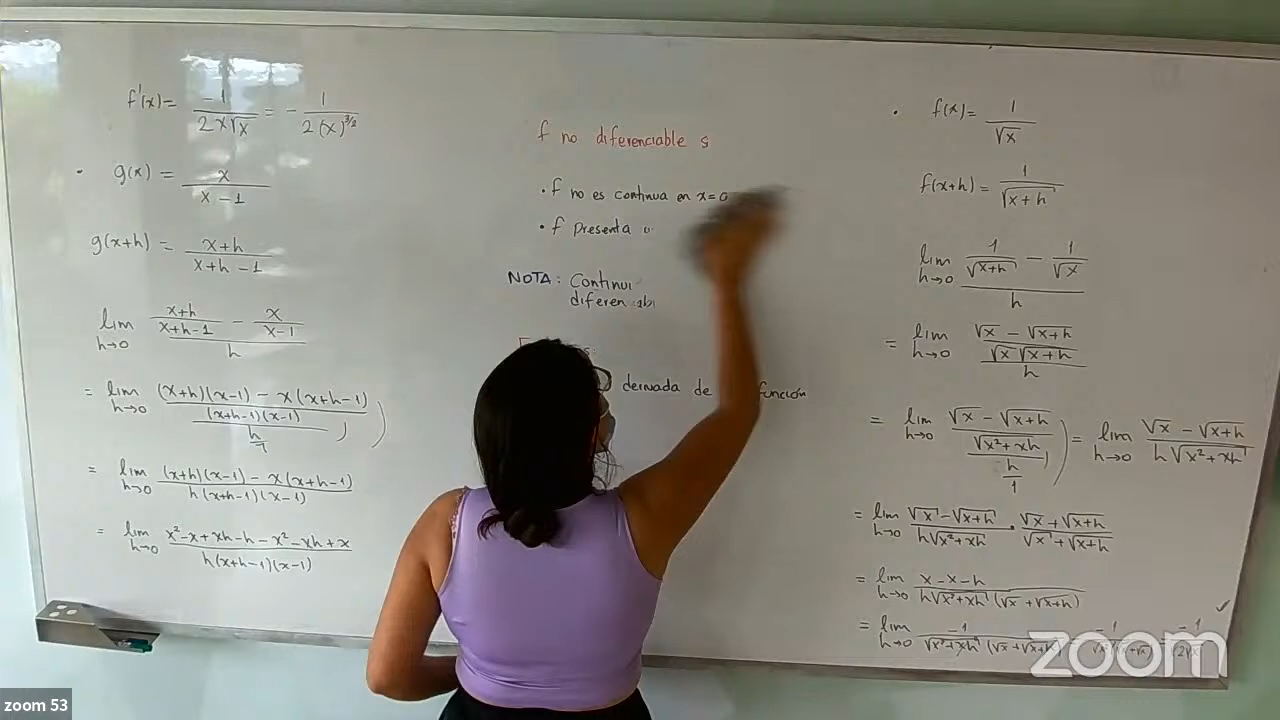 f'(x) = -1 / 2x√x = - 1 / 2(x)^3/2
· g(x) = x / x-1
g(x+h) = x+h / x+h-1
lim h→0 x+h / x+h-1 - x / x-1 / h
= lim h→0 (x+h)(x-1) - x(x+h-1) / (x+h-1)(x-1) / h / 1
= lim h→0 (x+h)(x-1) - x(x+h-1) / h(x+h-1)(x-1)
= lim h→0 x²-x+xh-h-x²-xh+x / h(x+h-1)(x-1)
f no diferenciable s
· f no es continua en x=a
· f presenta
NOTA: Continui
diferen abi
derivada de función
· f(x) = 1 / √x
f(x+h) = 1 / √x+h
lim h→0 1 / √x+h - 1 / √x / h
= lim h→0 √x - √x+h / √x √x+h / h
= lim h→0 √x - √x+h / √x²+xh / h / 1 = lim h→0 √x - √x+h / h√x²+xh
= lim h→0 √x - √x+h / h√x²+xh · √x + √x+h / √x + √x+h
= lim h→0 x-x-h / h√x²+xh (√x + √x+h)
= lim h→0 -1 / √x²+xh (√x + √x+h)
zoom
zoom 53